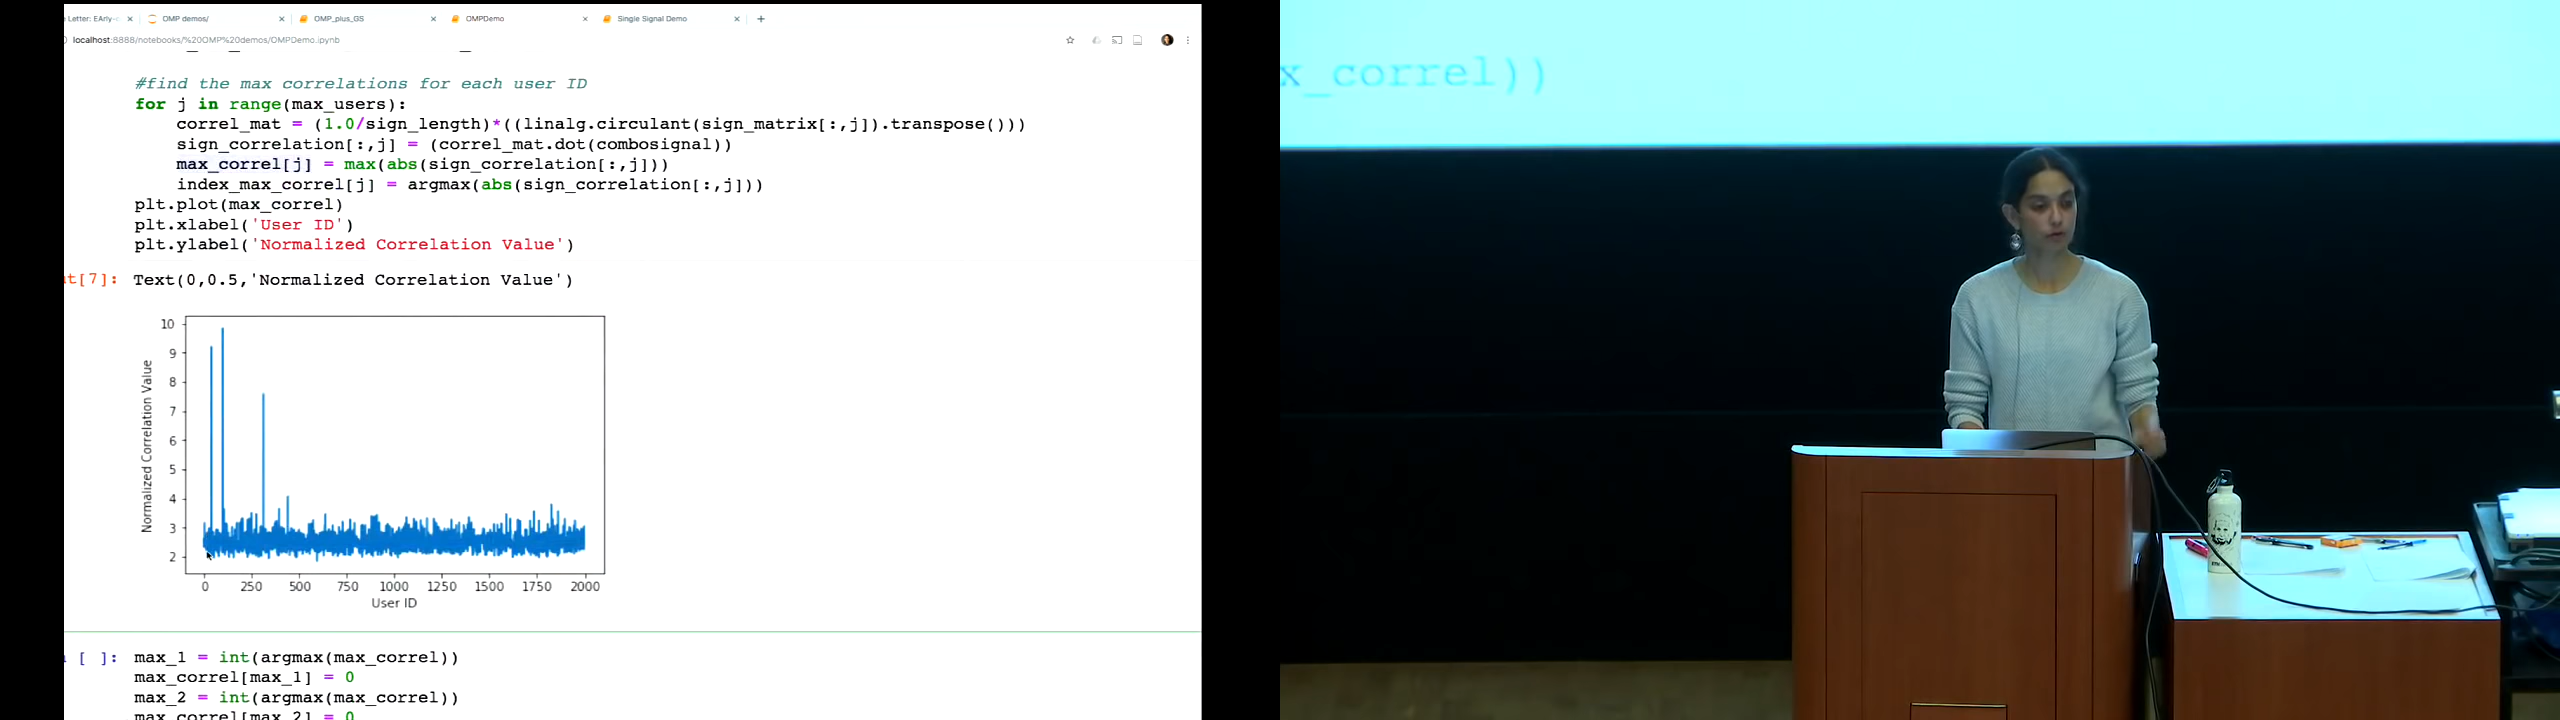 e Letter: EArly-
OMP demos/
OMP_plus_GS
OMPDemo
Single Signal Demo
localhost:8888/notebooks/%20OMP%20demos/OMPDemo.ipynb
#find the max correlations for each user ID
for j in range(max_users):
correl_mat = (1.0/sign_length)*((linalg.circulant(sign_matrix[:,j]).transpose()))
sign_correlation[:,j] = (correl_mat.dot(combosignal))
max_correl[j] = max(abs(sign_correlation[:,j]))
index_max_correl[j] = argmax(abs(sign_correlation[:,j]))
plt.plot(max_correl)
plt.xlabel('User ID')
plt.ylabel('Normalized Correlation Value')
ut[7]: Text(0,0.5,'Normalized Correlation Value')
Normalized Correlation Value
10
9
8
7
6
5
4
3
2
0 250 500 750 1000 1250 1500 1750 2000
User ID
[ ]: max_1 = int(argmax(max_correl))
max_correl[max_1] = 0
max_2 = int(argmax(max_correl))
max_correl[max_2] = 0
x_correl))